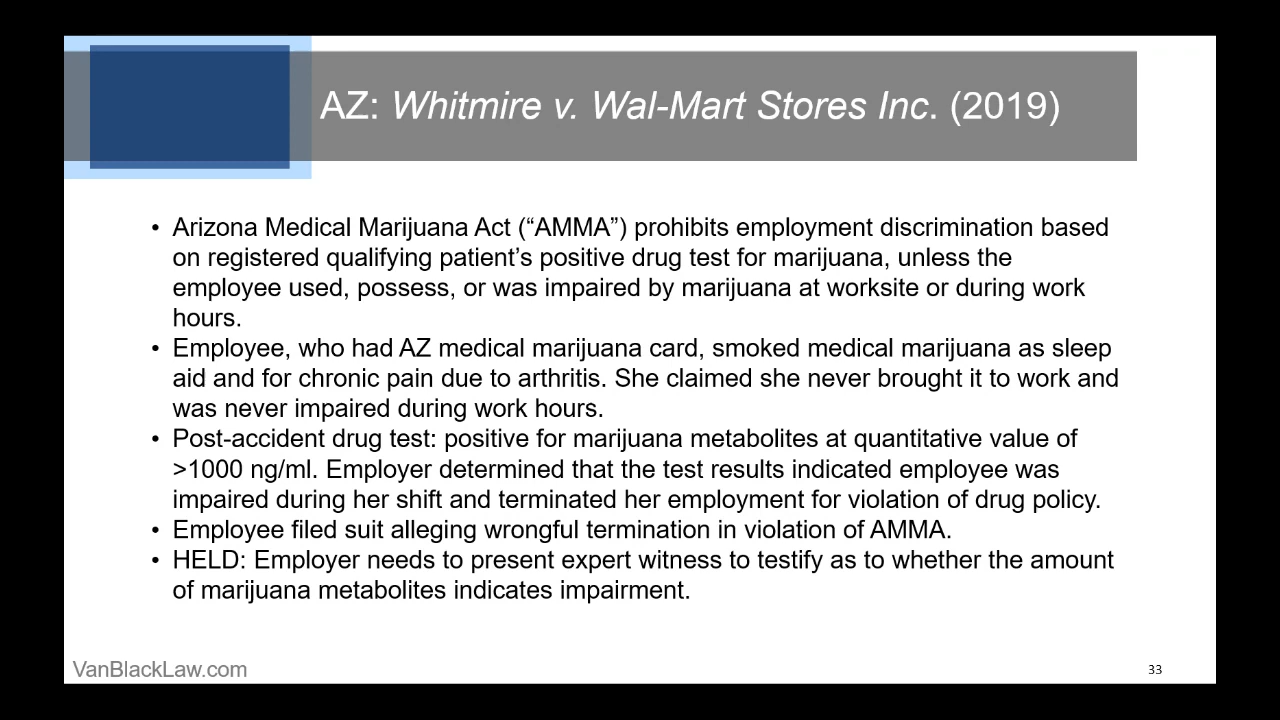 AZ: Whitmire v. Wal-Mart Stores Inc. (2019)
• Arizona Medical Marijuana Act (“AMMA”) prohibits employment discrimination based
on registered qualifying patient’s positive drug test for marijuana, unless the
employee used, possess, or was impaired by marijuana at worksite or during work
hours.
• Employee, who had AZ medical marijuana card, smoked medical marijuana as sleep
aid and for chronic pain due to arthritis. She claimed she never brought it to work and
was never impaired during work hours.
• Post-accident drug test: positive for marijuana metabolites at quantitative value of
>1000 ng/ml. Employer determined that the test results indicated employee was
impaired during her shift and terminated her employment for violation of drug policy.
• Employee filed suit alleging wrongful termination in violation of AMMA.
• HELD: Employer needs to present expert witness to testify as to whether the amount
of marijuana metabolites indicates impairment.
VanBlackLaw.com
33